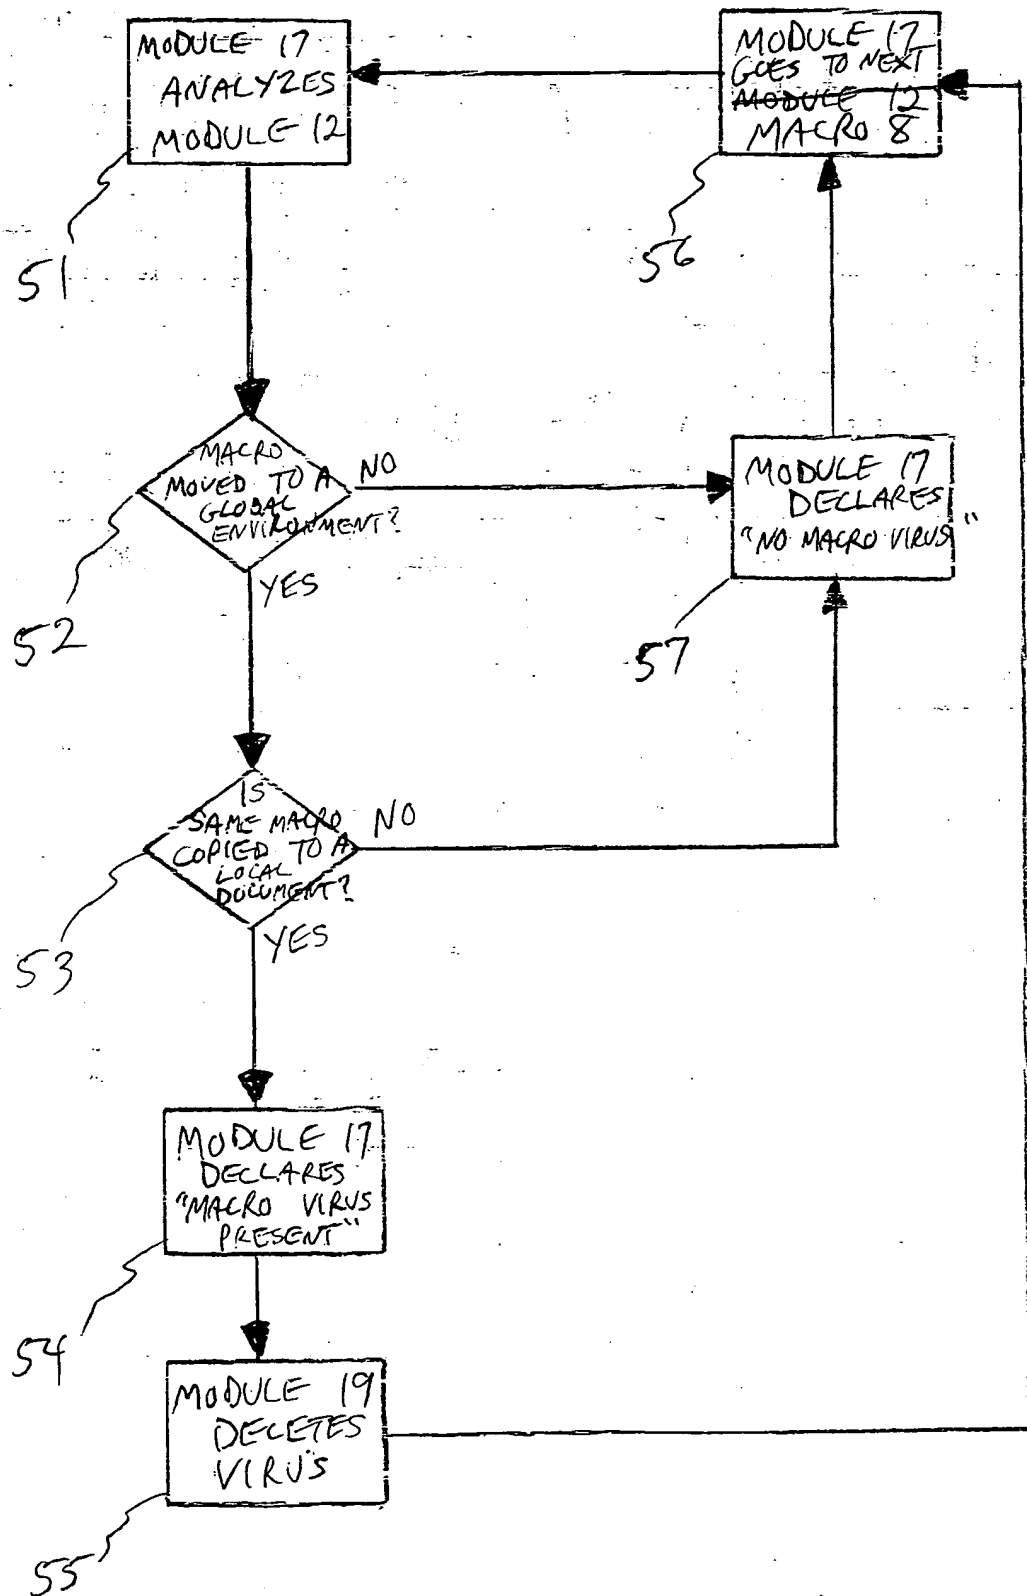 MODULE 17
ANALYZES
MODULE 12
51
MODULE 17
GOES TO NEXT
MODULE 12
MACRO 8
56
MACRO
MOVED TO A
GLOBAL
ENVIRONMENT?
NO
YES
52
MODULE 17
DECLARES
"NO MACRO VIRUS"
57
IS
SAME MACRO
COPIED TO A
LOCAL
DOCUMENT?
NO
YES
53
MODULE 17
DECLARES
"MACRO VIRUS
PRESENT"
54
MODULE 19
DELETES
VIRUS
55